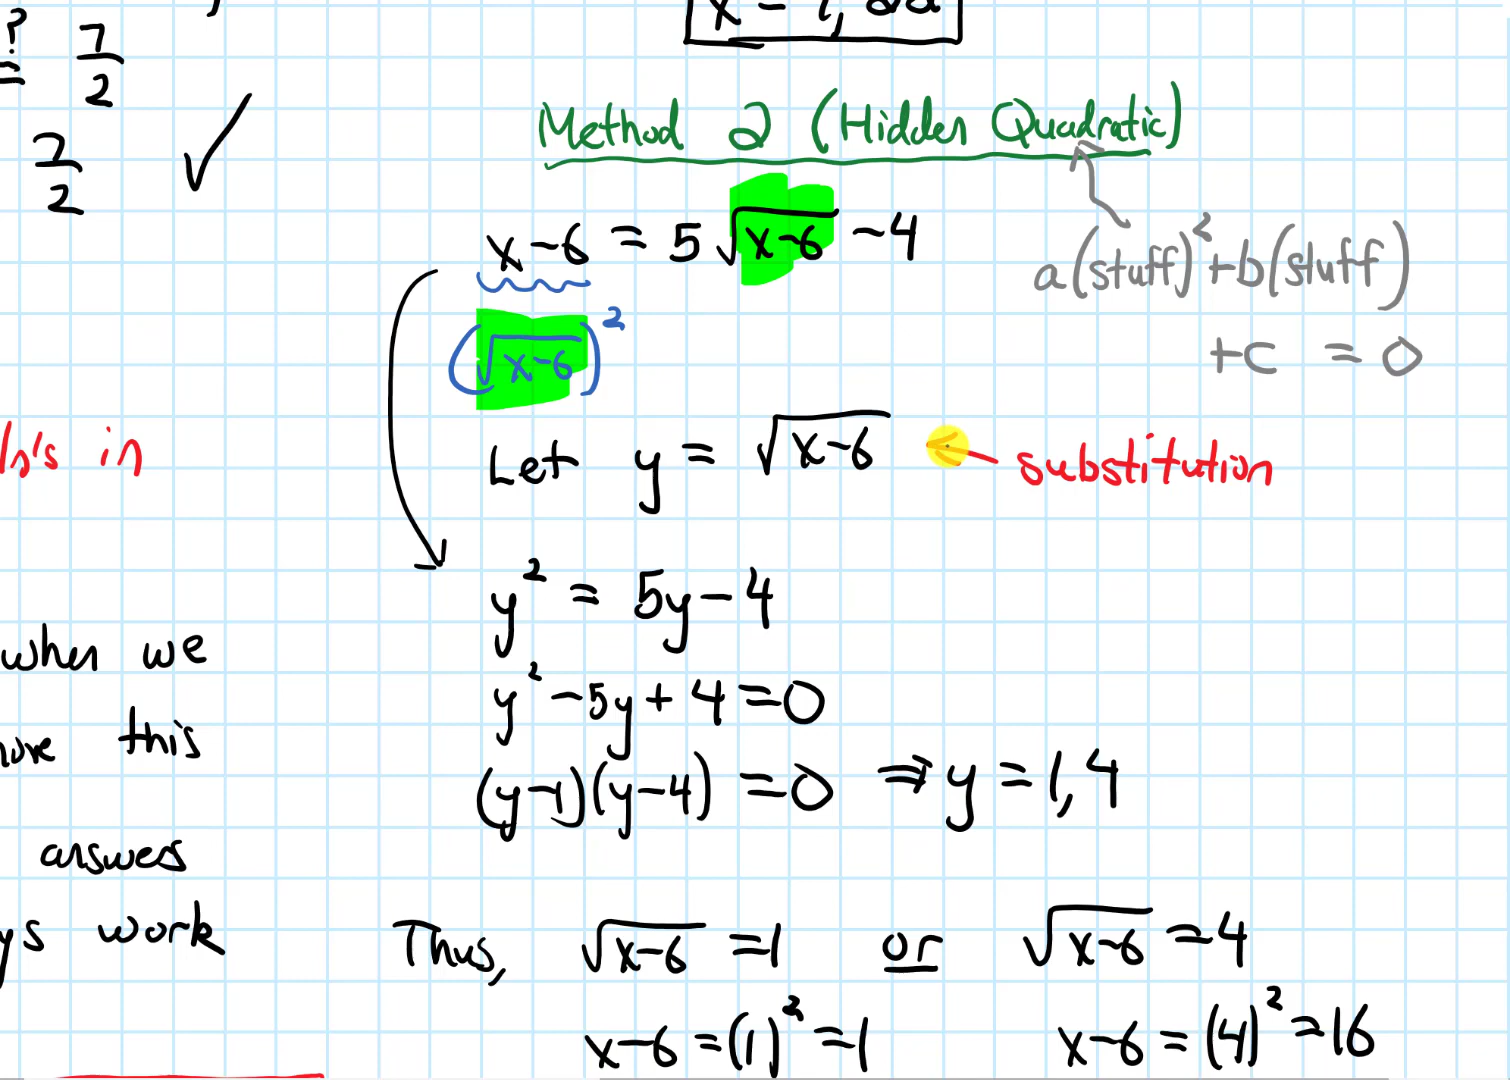 ? 7/2
=
7/2 ✓
x = 7, 22
Method 2 (Hidden Quadratic)
x-6 = 5√(x-6) -4
(√(x-6))²
a(stuff)²+b(stuff)
+c = 0
Let y = √(x-6) ← substitution
y² = 5y-4
y²-5y+4=0
(y-1)(y-4)=0 ⇒ y=1,4
Thus, √(x-6) =1 or √(x-6) =4
x-6=(1)²=1 x-6=(4)²=16
in
when we
this
answers
work